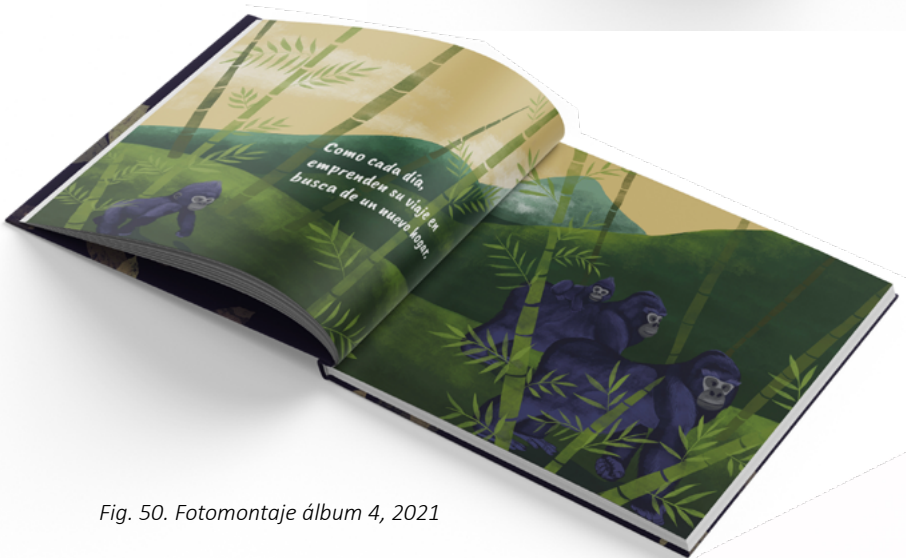 Como cada día,
emprenden su viaje en
busca de un nuevo hogar.
Fig. 50. Fotomontaje álbum 4, 2021